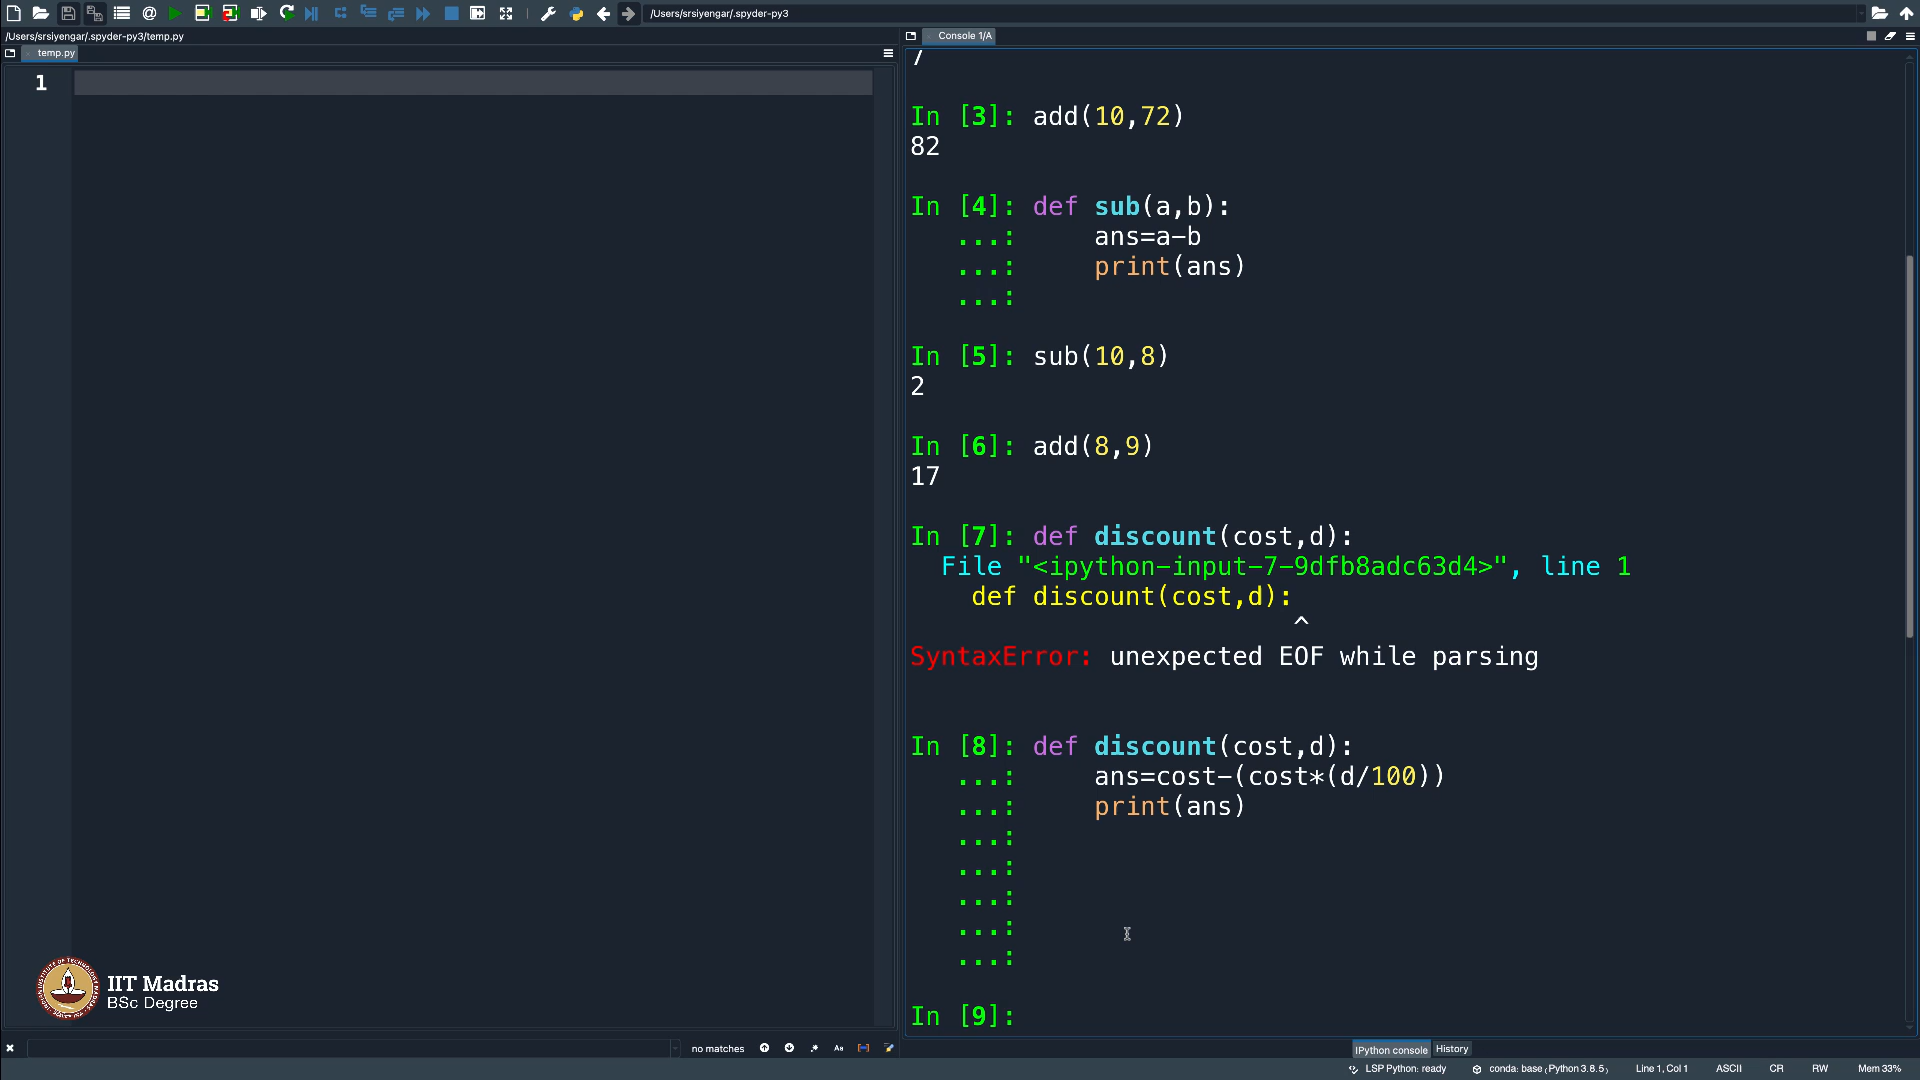 /Users/srsiyengar/.spyder-py3
/Users/srsiyengar/.spyder-py3/temp.py
temp.py
1
Console 1/A
In [3]: add(10,72)
82
In [4]: def sub(a,b):
...: ans=a-b
...: print(ans)
...:
In [5]: sub(10,8)
2
In [6]: add(8,9)
17
In [7]: def discount(cost,d):
File "<ipython-input-7-9dfb8adc63d4>", line 1
def discount(cost,d):
^
SyntaxError: unexpected EOF while parsing
In [8]: def discount(cost,d):
...: ans=cost-(cost*(d/100))
...: print(ans)
...:
...:
...:
...:
...:
In [9]:
IIT Madras
BSc Degree
no matches
Aa
IPython console
History
LSP Python: ready
conda: base (Python 3.8.5)
Line 1, Col 1
ASCII
CR
RW
Mem 33%